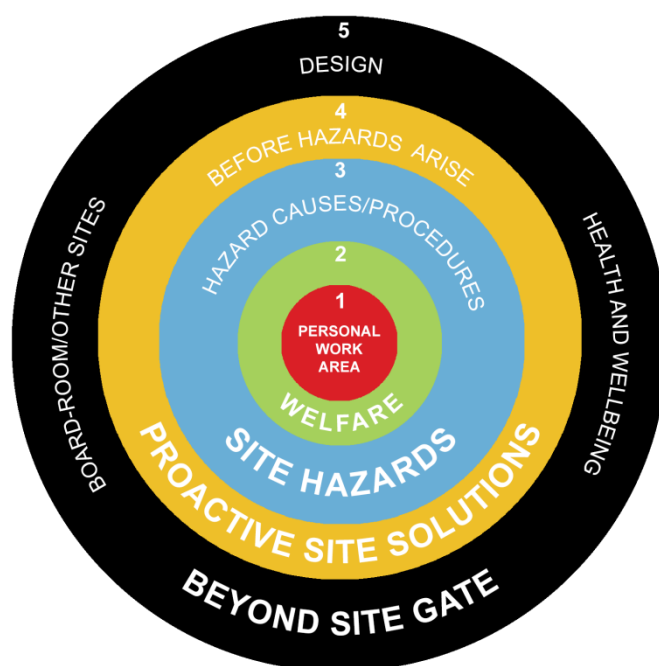 5
DESIGN
BOARD-ROOM/OTHER SITES
HEALTH AND WELLBEING
4
BEFORE HAZARDS ARISE
3
HAZARD CAUSES/PROCEDURES
2
1
PERSONAL
WORK
AREA
WELFARE
SITE HAZARDS
PROACTIVE SITE SOLUTIONS
BEYOND SITE GATE